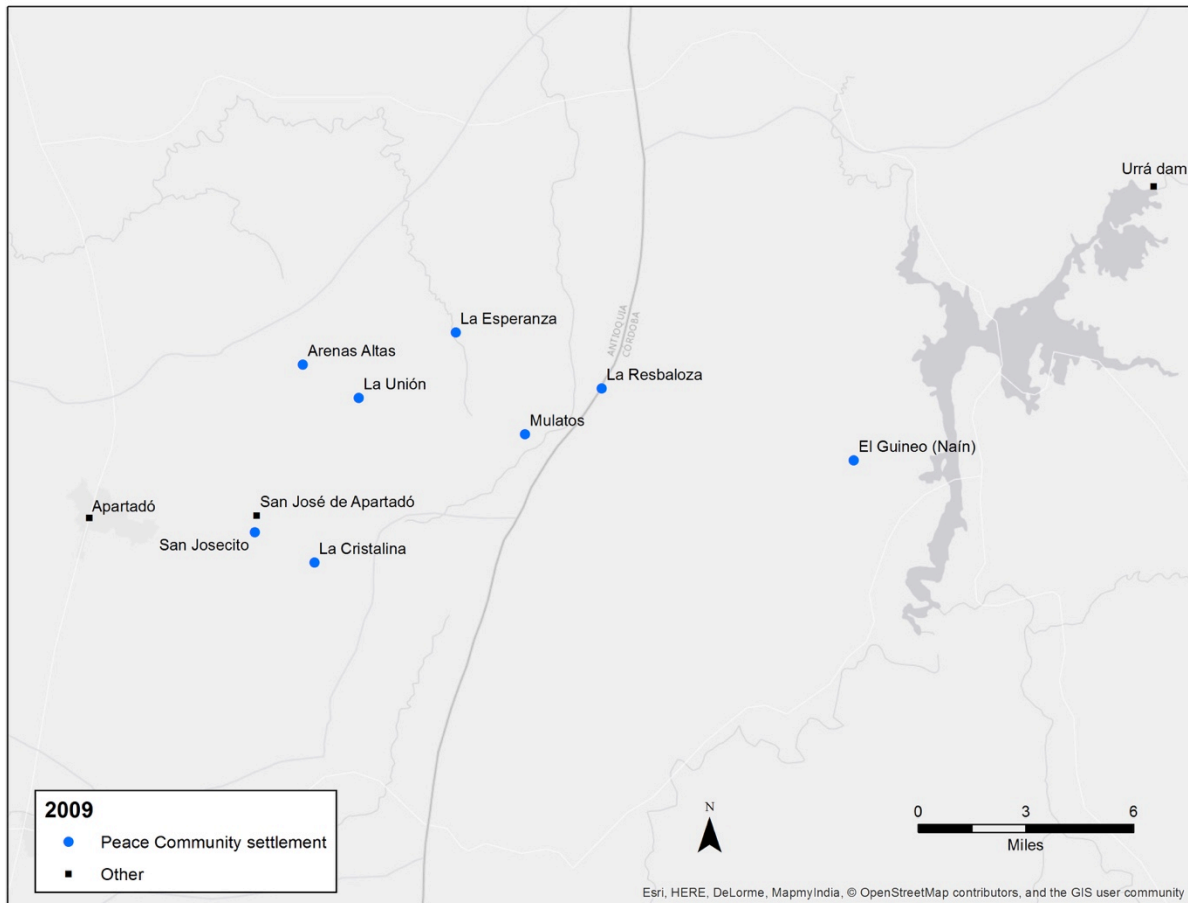 Urrá dam
La Esperanza
ANTIOQUIA
CÓRDOBA
Arenas Altas
La Unión
La Resbaloza
Mulatos
El Guineo (Naín)
San José de Apartadó
Apartadó
San Josecito
La Cristalina
2009
Peace Community settlement
Other
N
0 3 6
Miles
Esri, HERE, DeLorme, MapmyIndia, © OpenStreetMap contributors, and the GIS user community